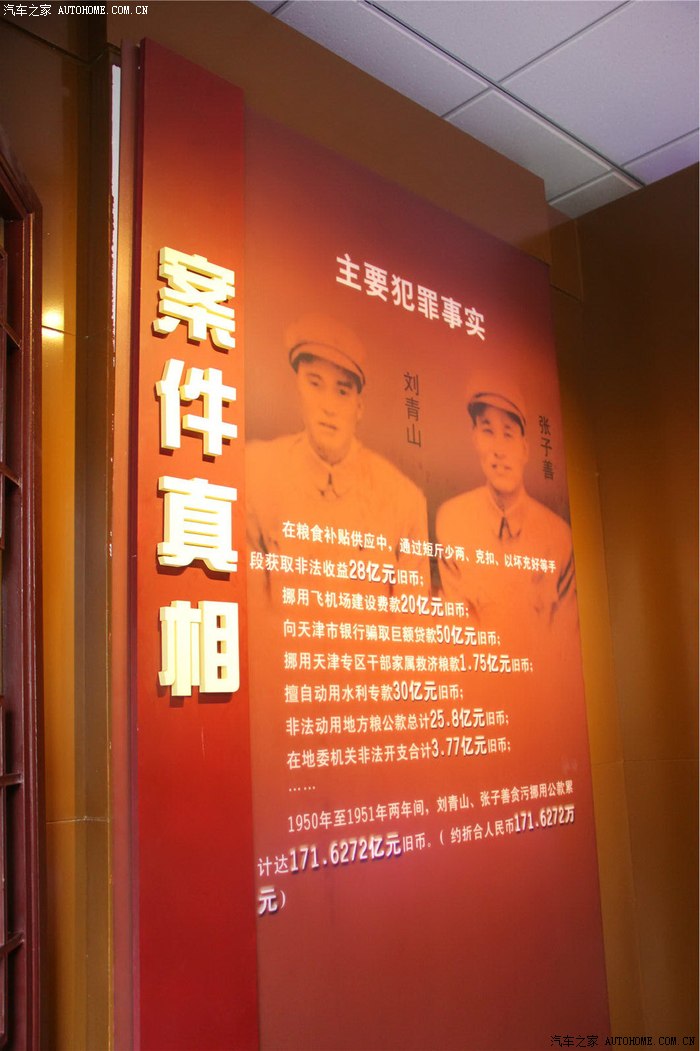 汽车之家 AUTOHOME.COM.CN
案件真相
主要犯罪事实
刘青山
张子善
在粮食补贴供应中，通过短斤少两、克扣、以坏充好等手
段获取非法收益28亿元旧币；
挪用飞机场建设费款20亿元旧币；
向天津市银行骗取巨额贷款50亿元旧币；
挪用天津专区干部家属救济粮款1.75亿元旧币；
擅自动用水利专款30亿元旧币；
非法动用地方粮公款总计25.8亿元旧币；
在地委机关非法开支合计3.77亿元旧币；
……
1950年至1951年两年间，刘青山、张子善贪污挪用公款累
计达171.6272亿元旧币。（约折合人民币171.6272万
元）
汽车之家 AUTOHOME.COM.CN